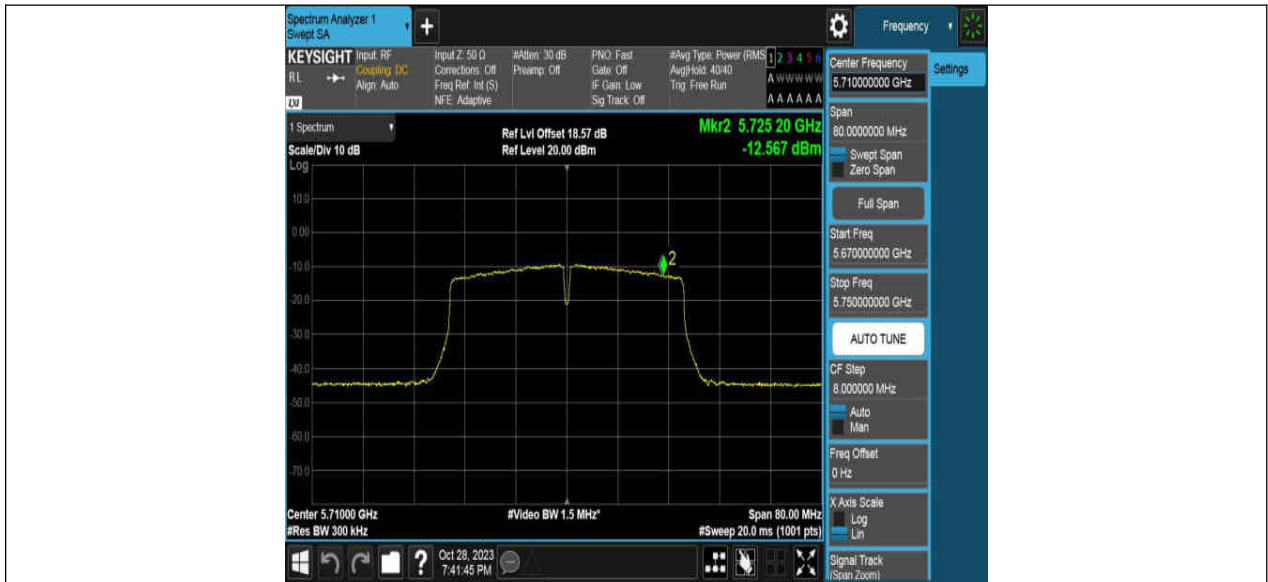 Spectrum Analyzer 1
Swept SA
+
Frequency
KEYSIGHT
RL
Input: RF
Coupling: DC
Align: Auto
Input Z: 50 Ω
Corrections: Off
Freq Ref: Int (S)
NFE: Adaptive
#Atten: 30 dB
Preamp: Off
PNO: Fast
Gate: Off
IF Gain: Low
Sig Track: Off
#Avg Type: Power (RMS
Avg|Hold: 40/40
Trig: Free Run
1 2 3 4 5 6
A W W W W W
A A A A A A
1 Spectrum
Scale/Div 10 dB
Log
Ref Lvl Offset 18.57 dB
Ref Level 20.00 dBm
Mkr2 5.725 20 GHz
-12.567 dBm
10.0
0.00
-10.0
-20.0
-30.0
-40.0
-50.0
-60.0
-70.0
2
Center 5.71000 GHz
#Res BW 300 kHz
#Video BW 1.5 MHz*
Span 80.00 MHz
#Sweep 20.0 ms (1001 pts)
?
Oct 28, 2023
7:41:45 PM
Center Frequency
5.710000000 GHz
Settings
Span
80.0000000 MHz
Swept Span
Zero Span
Full Span
Start Freq
5.670000000 GHz
Stop Freq
5.750000000 GHz
AUTO TUNE
CF Step
8.000000 MHz
Auto
Man
Freq Offset
0 Hz
X Axis Scale
Log
Lin
Signal Track
(Span Zoom)